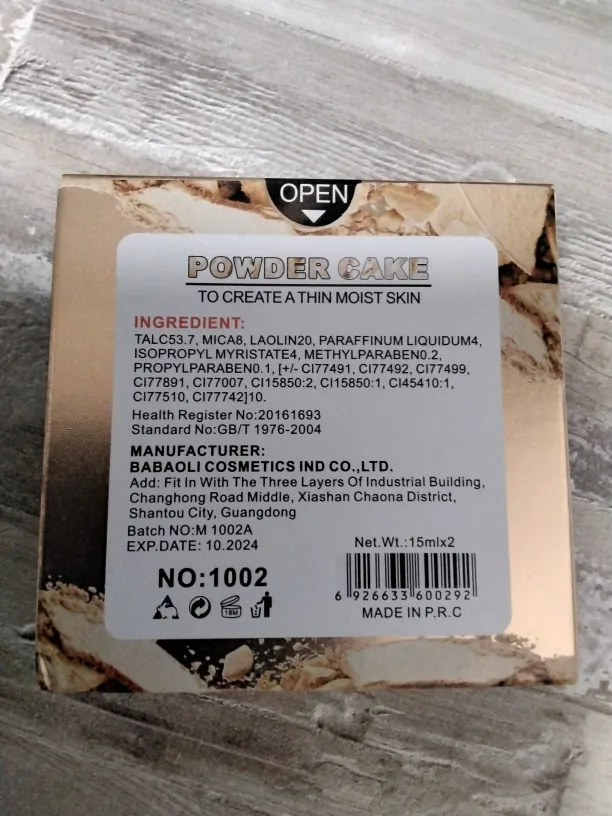 OPEN
POWDER CAKE
TO CREATE A THIN MOIST SKIN
INGREDIENT:
TALC53.7, MICA8, LAOLIN20, PARAFFINUM LIQUIDUM4,
ISOPROPYL MYRISTATE4, METHYLPARABEN0.2,
PROPYLPARABEN0.1, [+/- CI77491, CI77492, CI77499,
CI77891, CI77007, CI15850:2, CI15850:1, CI45410:1,
CI77510, CI77742]10.
Health Register No:20161693
Standard No:GB/T 1976-2004
MANUFACTURER:
BABAOLI COSMETICS IND CO.,LTD.
Add: Fit In With The Three Layers Of Industrial Building,
Changhong Road Middle, Xiashan Chaona District,
Shantou City, Guangdong
Batch NO:M 1002A
EXP.DATE: 10.2024
Net.Wt.:15mlx2
NO:1002
18M
6 926633 600292
MADE IN P.R.C